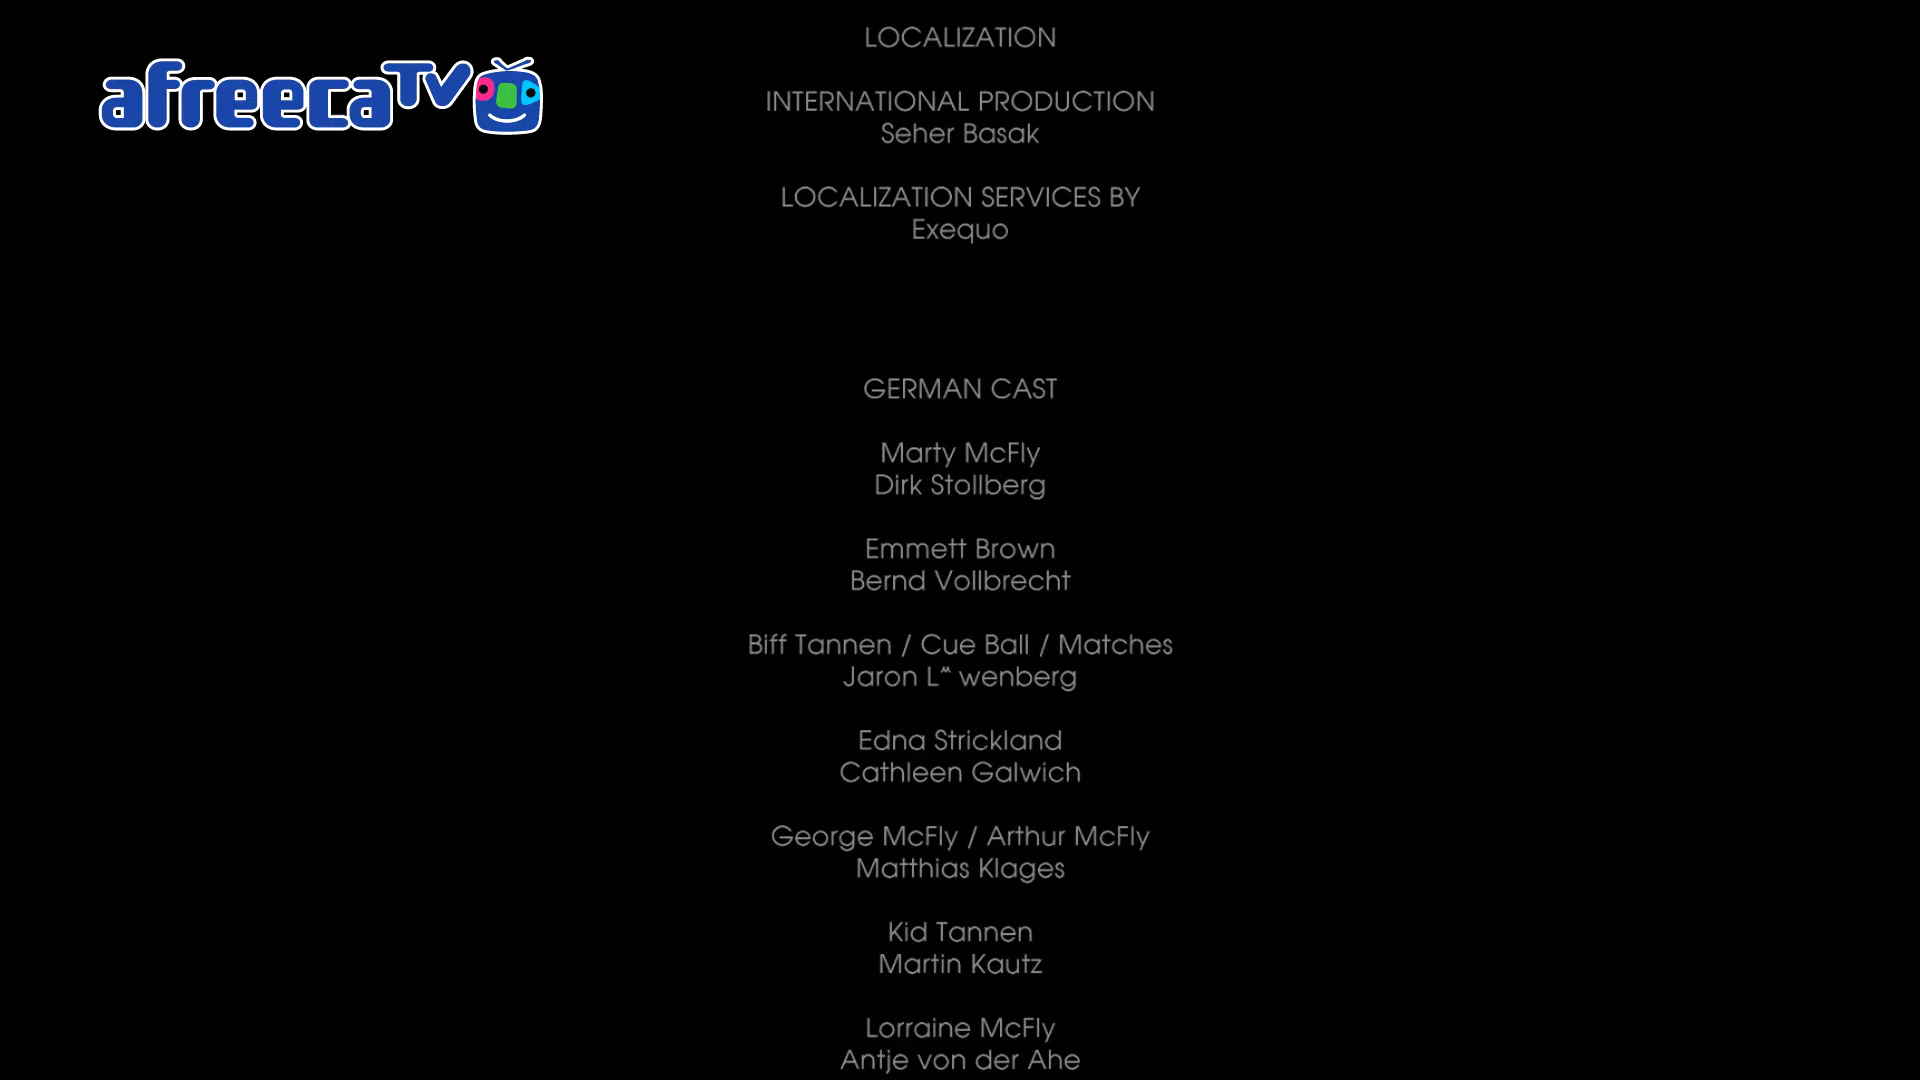 afreecaTV
LOCALIZATION
INTERNATIONAL PRODUCTION
Seher Basak
LOCALIZATION SERVICES BY
Exequo
GERMAN CAST
Marty McFly
Dirk Stollberg
Emmett Brown
Bernd Vollbrecht
Biff Tannen / Cue Ball / Matches
Jaron L^^ wenberg
Edna Strickland
Cathleen Galwich
George McFly / Arthur McFly
Matthias Klages
Kid Tannen
Martin Kautz
Lorraine McFly
Antje von der Ahe